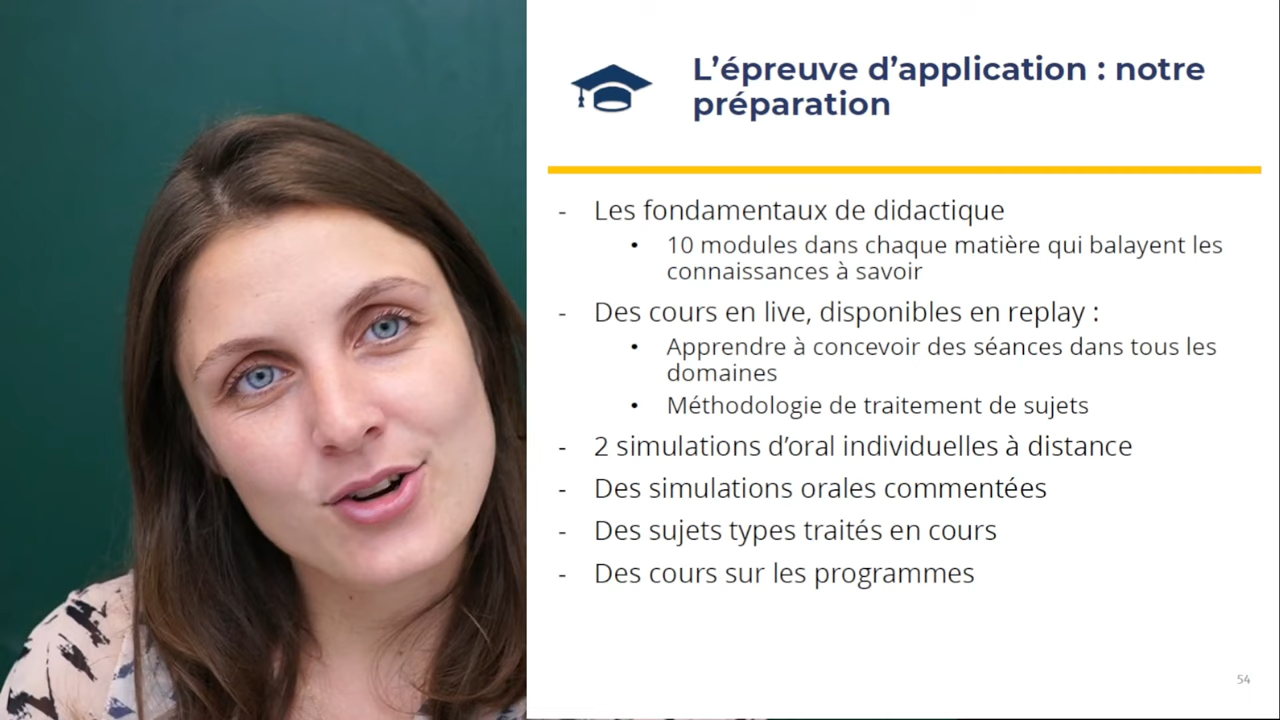 L’épreuve d’application : notre
préparation
- Les fondamentaux de didactique
• 10 modules dans chaque matière qui balayent les
connaissances à savoir
- Des cours en live, disponibles en replay :
• Apprendre à concevoir des séances dans tous les
domaines
• Méthodologie de traitement de sujets
- 2 simulations d’oral individuelles à distance
- Des simulations orales commentées
- Des sujets types traités en cours
- Des cours sur les programmes
54